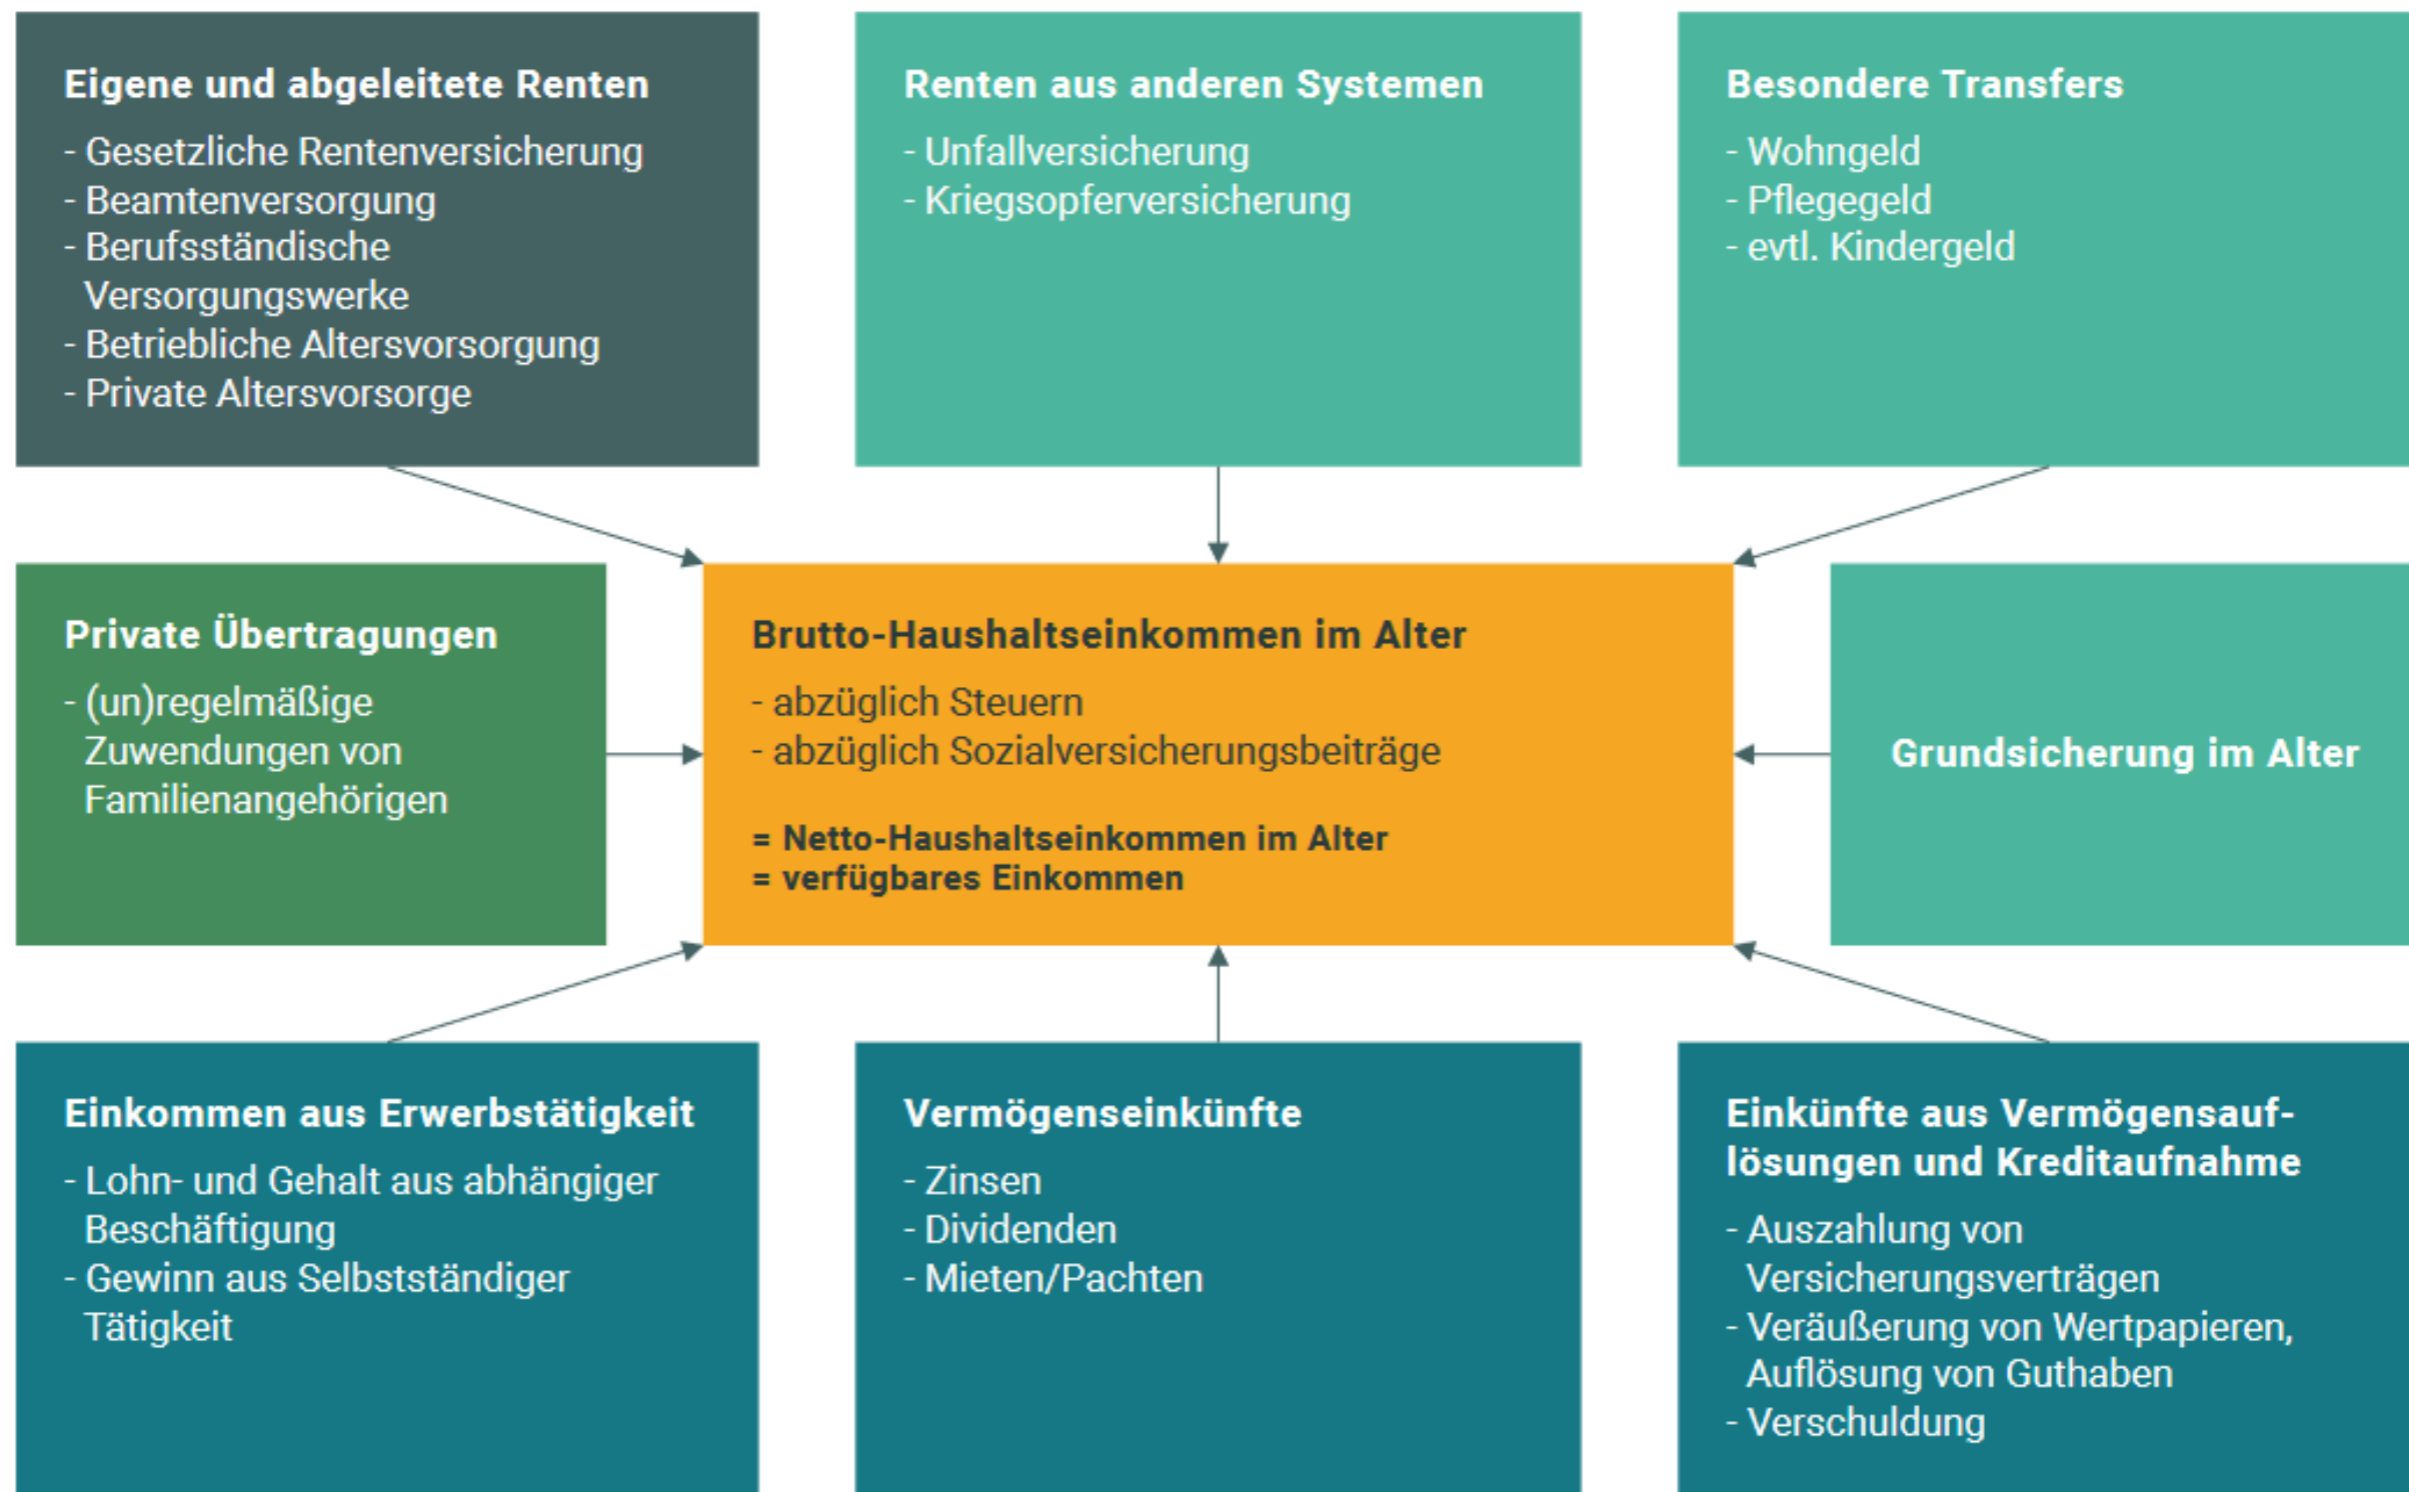 Eigene und abgeleitete Renten
- Gesetzliche Rentenversicherung
- Beamtenversorgung
- Berufsständische
Versorgungswerke
- Betriebliche Altersvorsorgung
- Private Altersvorsorge
Renten aus anderen Systemen
- Unfallversicherung
- Kriegsopferversicherung
Besondere Transfers
- Wohngeld
- Pflegegeld
- evtl. Kindergeld
Private Übertragungen
- (un)regelmäßige
Zuwendungen von
Familienangehörigen
Brutto-Haushaltseinkommen im Alter
- abzüglich Steuern
- abzüglich Sozialversicherungsbeiträge
= Netto-Haushaltseinkommen im Alter
= verfügbares Einkommen
Grundsicherung im Alter
Einkommen aus Erwerbstätigkeit
- Lohn- und Gehalt aus abhängiger
Beschäftigung
- Gewinn aus Selbstständiger
Tätigkeit
Vermögenseinkünfte
- Zinsen
- Dividenden
- Mieten/Pachten
Einkünfte aus Vermögensauf-
lösungen und Kreditaufnahme
- Auszahlung von
Versicherungsverträgen
- Veräußerung von Wertpapieren,
Auflösung von Guthaben
- Verschuldung